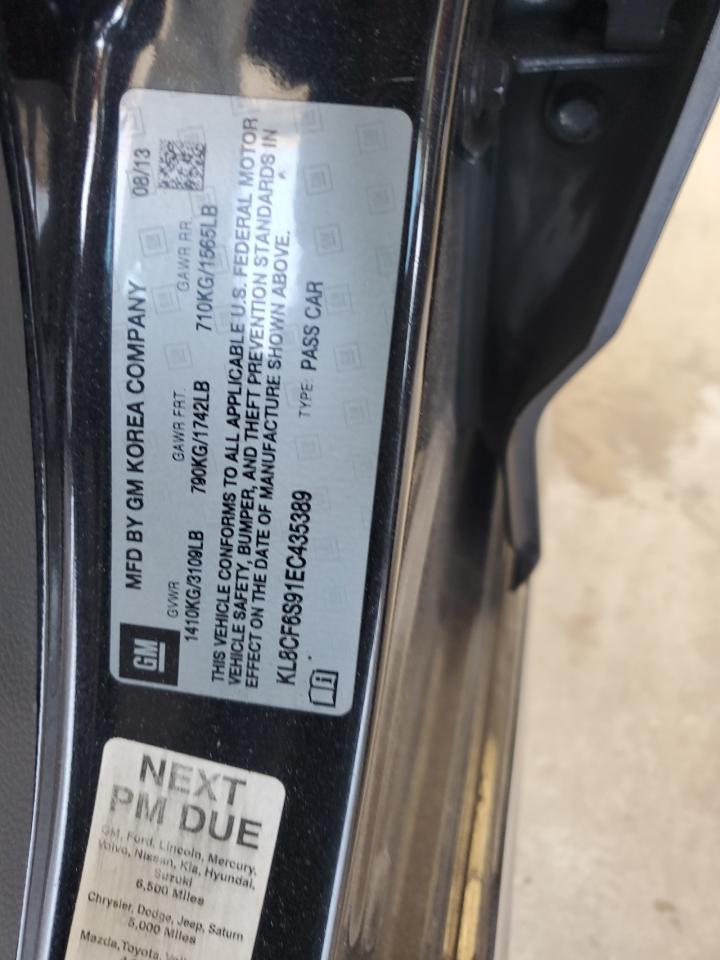 GM
MFD BY GM KOREA COMPANY 08/13
GVWR GAWR FRT. GAWR RR.
1410KG/3109LB 790KG/1742LB 710KG/1565LB
THIS VEHICLE CONFORMS TO ALL APPLICABLE U.S. FEDERAL MOTOR
VEHICLE SAFETY, BUMPER, AND THEFT PREVENTION STANDARDS IN
EFFECT ON THE DATE OF MANUFACTURE SHOWN ABOVE.
KL8CF6S91EC435389 TYPE: PASS CAR
NEXT
PM DUE
GM, Ford, Lincoln, Mercury,
Volvo, Nissan, Kia, Hyundai,
Suzuki
6,500 Miles
Chrysler, Dodge, Jeep, Saturn
5,000 Miles
Mazda, Toyota,